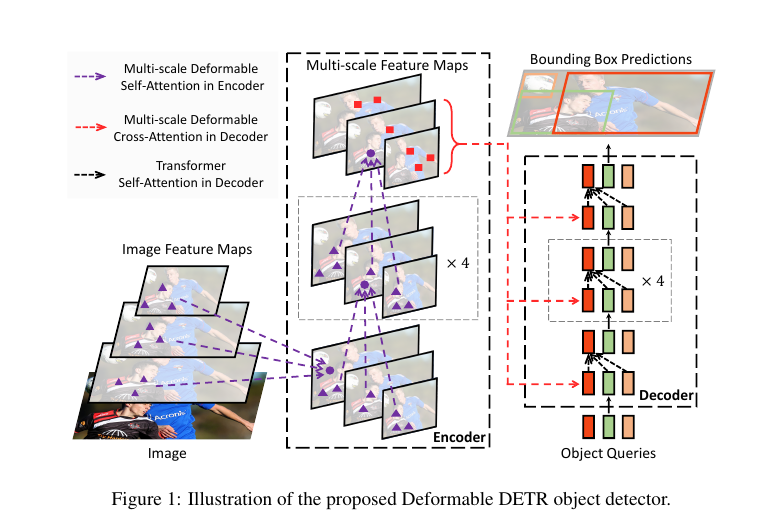 Multi-scale Deformable
Self-Attention in Encoder
Multi-scale Deformable
Cross-Attention in Decoder
Transformer
Self-Attention in Decoder
Image Feature Maps
Image
Multi-scale Feature Maps
× 4
Encoder
Bounding Box Predictions
× 4
Decoder
Object Queries
Acronis
Figure 1: Illustration of the proposed Deformable DETR object detector.